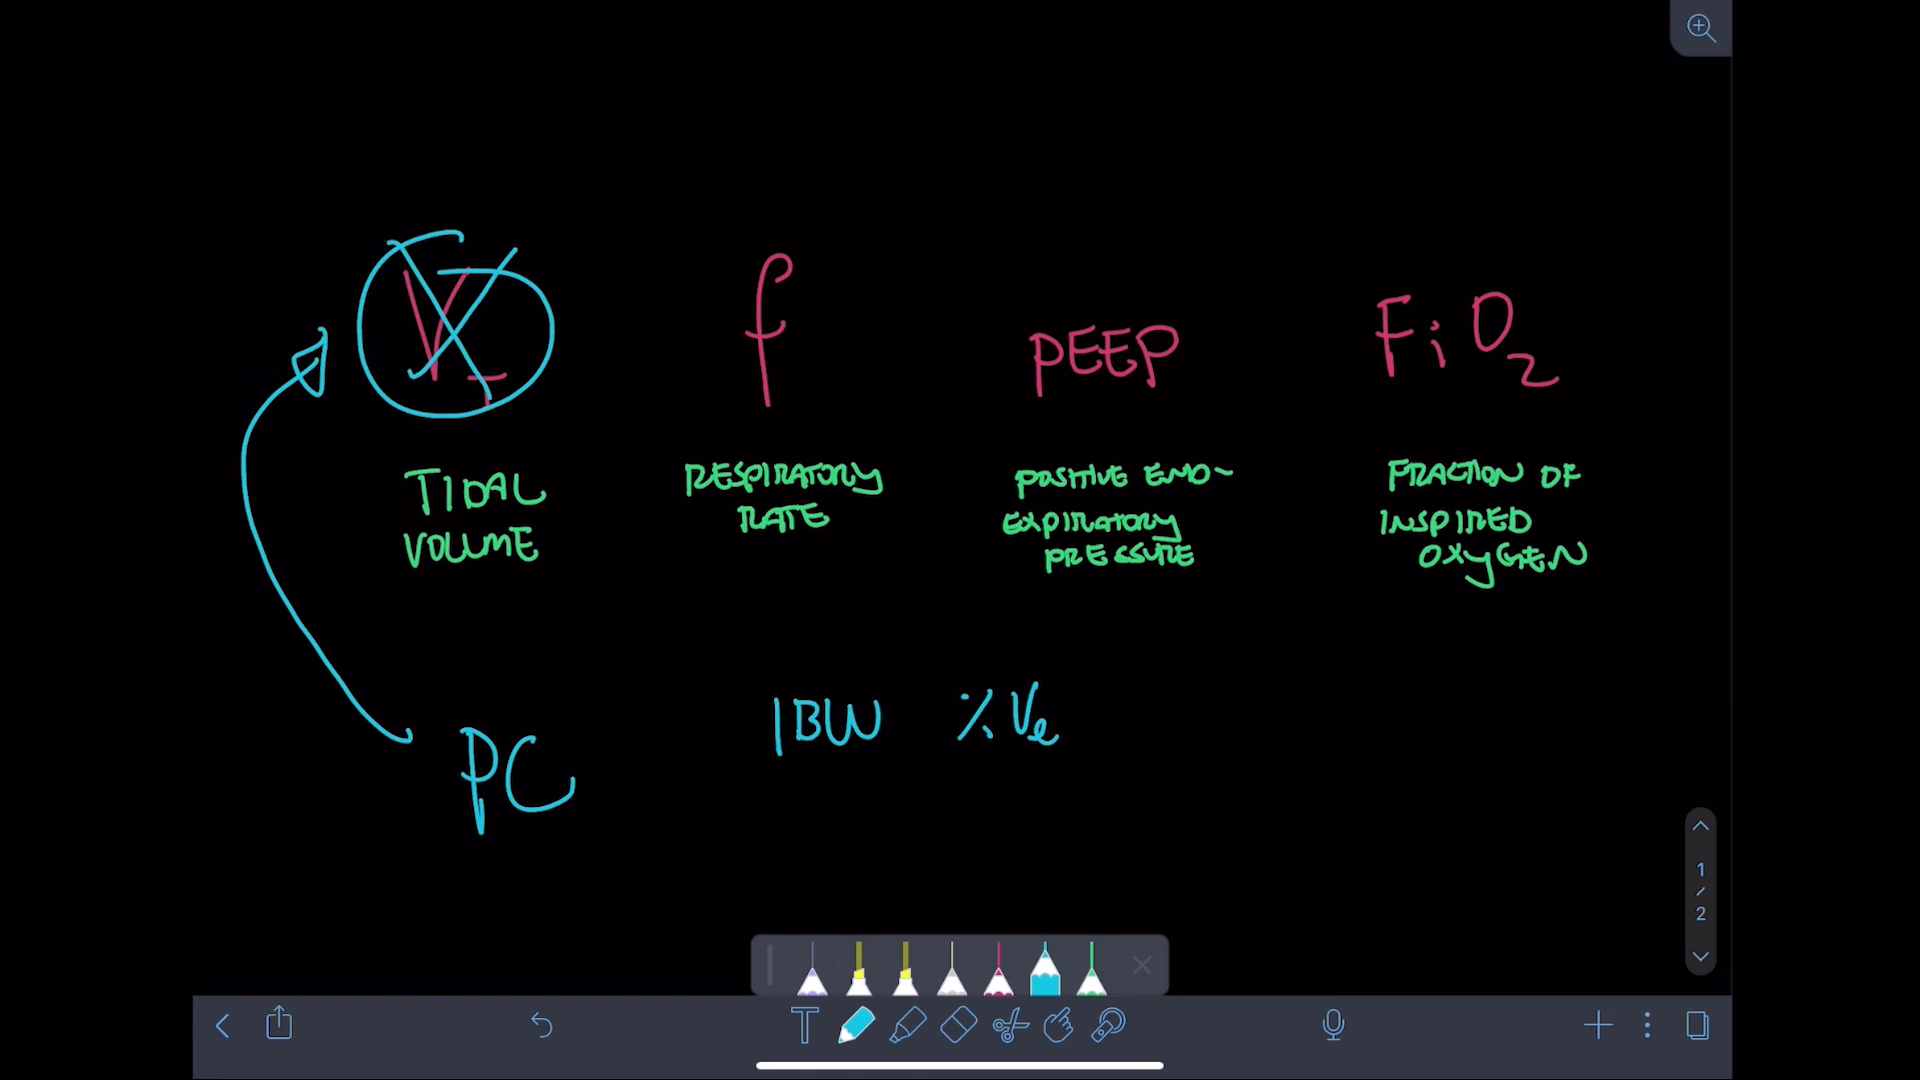 VT
f
PEEP
FiO2
TIDAL
VOLUME
RESPIRATORY
RATE
POSITIVE END-
EXPIRATORY
PRESSURE
FRACTION OF
INSPIRED
OXYGEN
PC
IBW %Ve
1
/
2
T